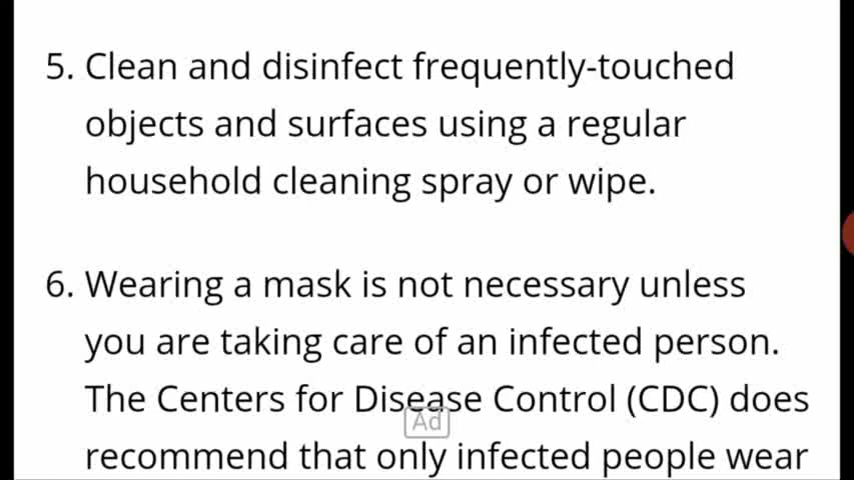 5. Clean and disinfect frequently-touched
objects and surfaces using a regular
household cleaning spray or wipe.
6. Wearing a mask is not necessary unless
you are taking care of an infected person.
The Centers for Disease Control (CDC) does
Ad
recommend that only infected people wear